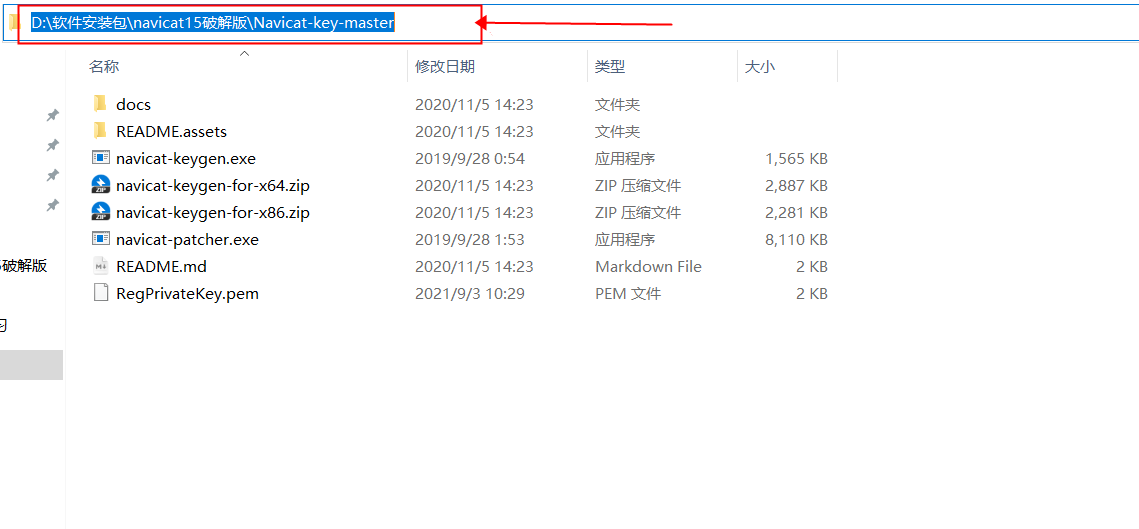 D:\软件安装包\navicat15破解版\Navicat-key-master
名称 修改日期 类型 大小
docs 2020/11/5 14:23 文件夹
README.assets 2020/11/5 14:23 文件夹
navicat-keygen.exe 2019/9/28 0:54 应用程序 1,565 KB
navicat-keygen-for-x64.zip 2020/11/5 14:23 ZIP 压缩文件 2,887 KB
navicat-keygen-for-x86.zip 2020/11/5 14:23 ZIP 压缩文件 2,281 KB
navicat-patcher.exe 2019/9/28 1:53 应用程序 8,110 KB
破解版 README.md 2020/11/5 14:23 Markdown File 2 KB
RegPrivateKey.pem 2021/9/3 10:29 PEM 文件 2 KB